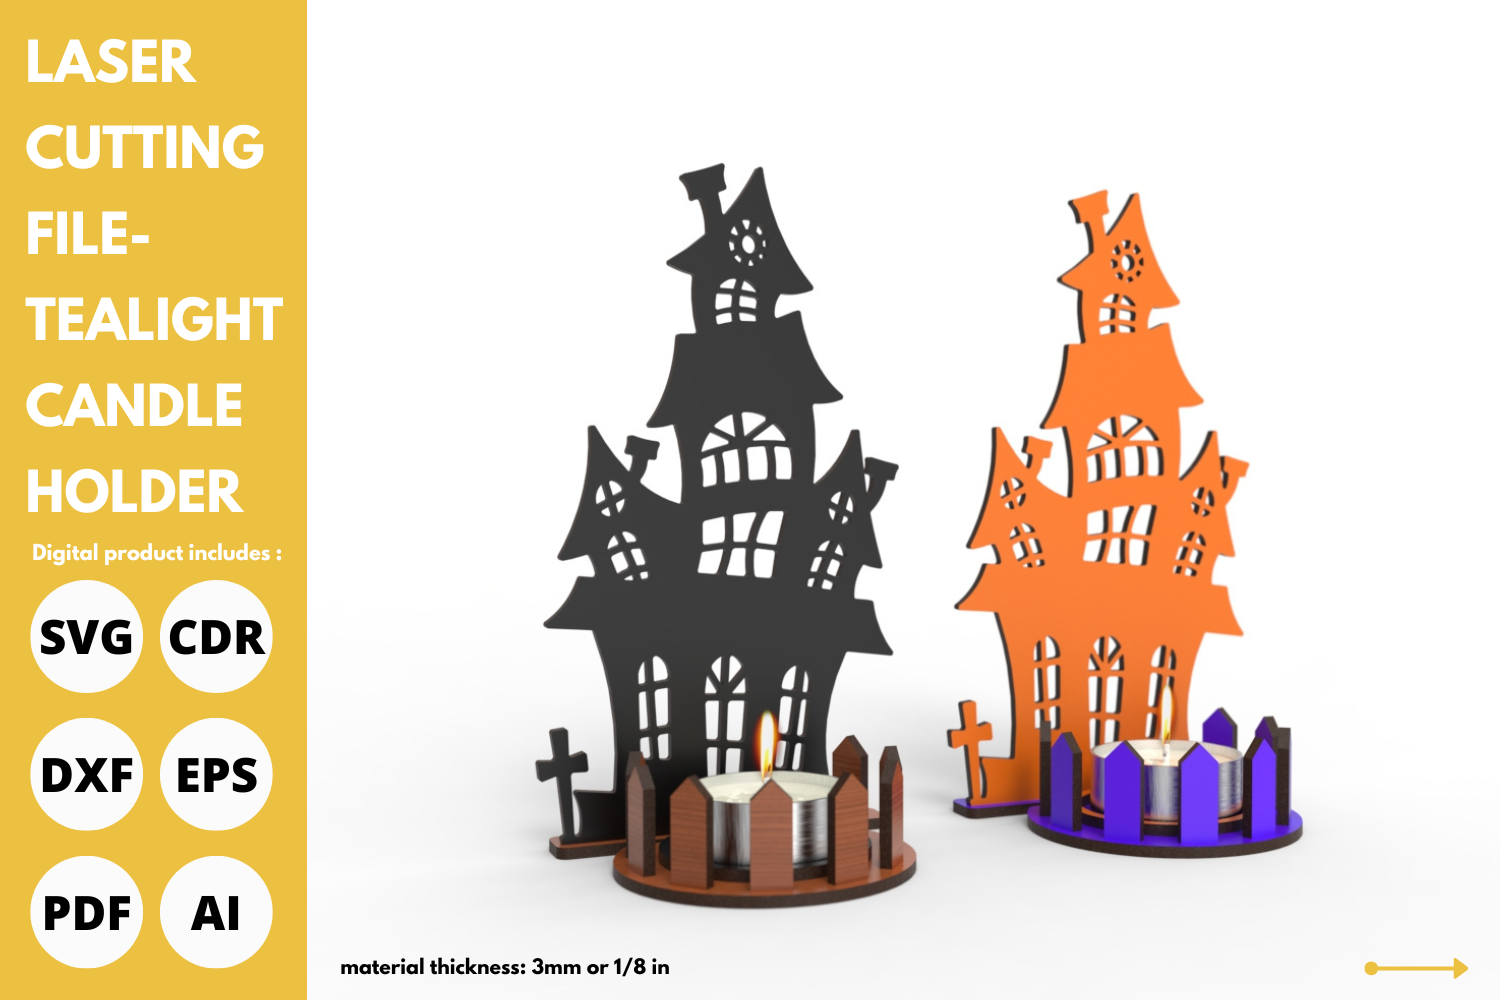 LASER
CUTTING
FILE-
TEALIGHT
CANDLE
HOLDER
Digital product includes :
SVG CDR
DXF EPS
PDF AI
material thickness: 3mm or 1/8 in